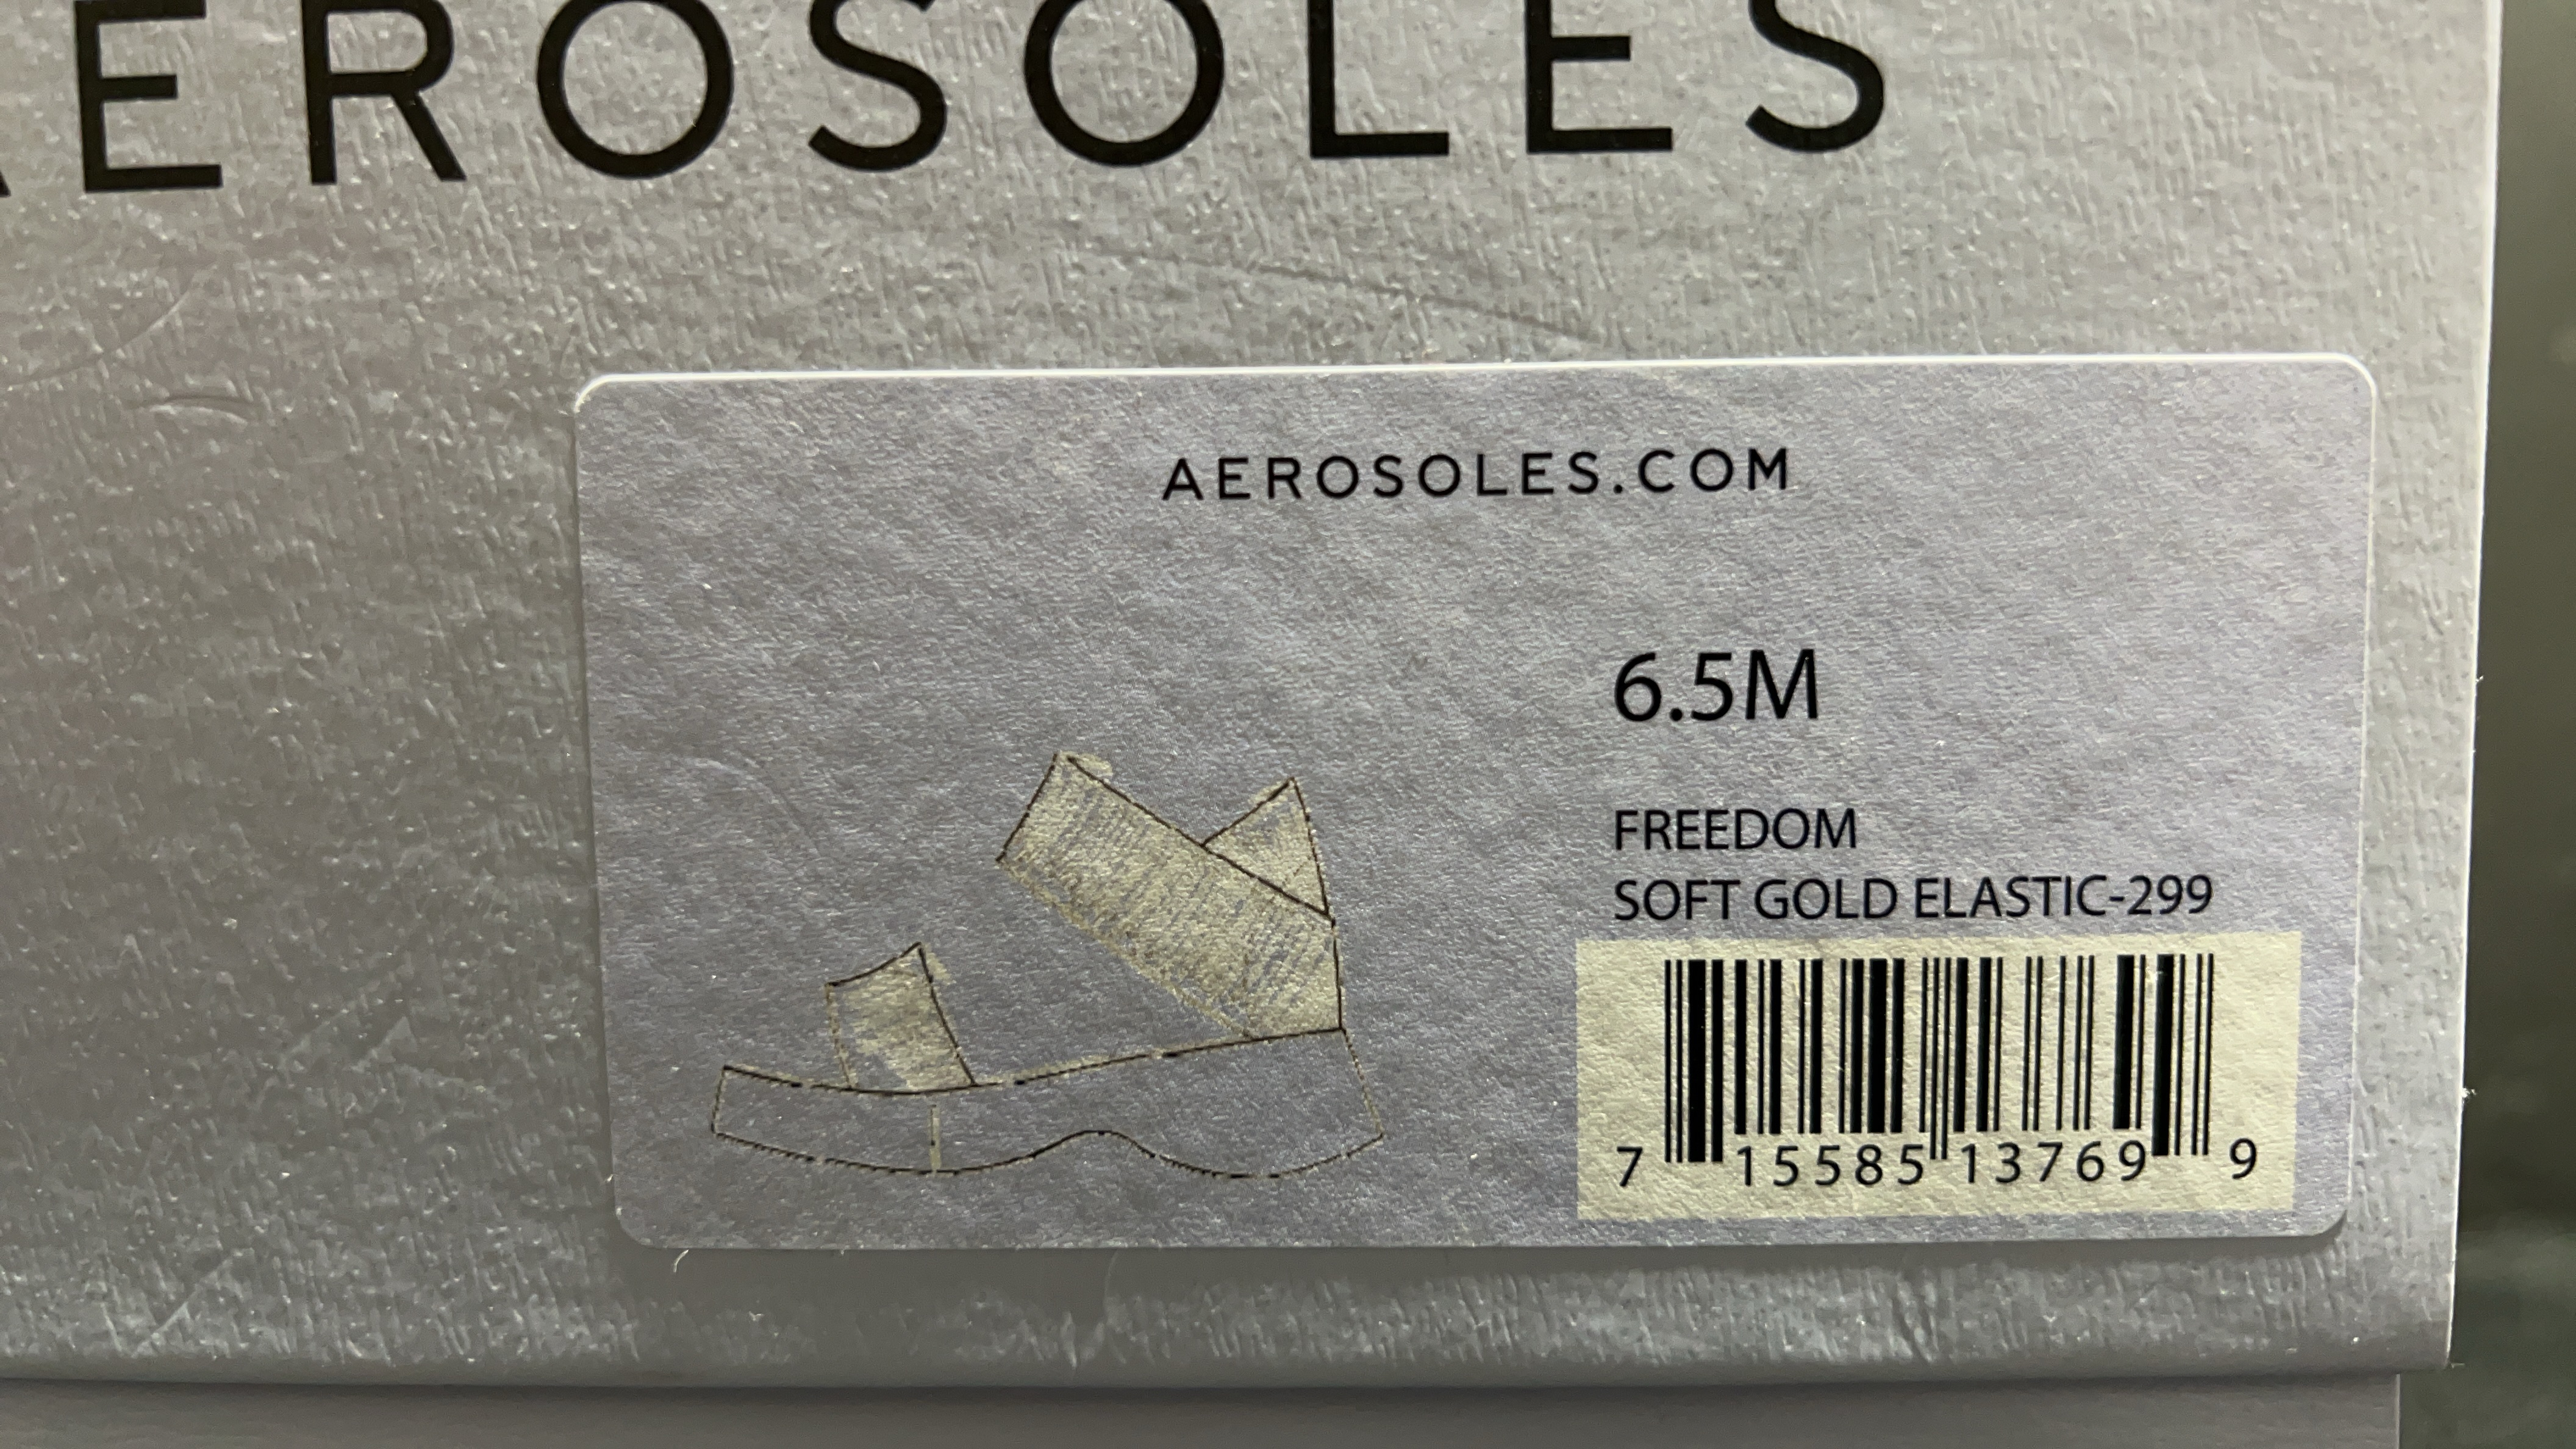 AEROSOLES
AEROSOLES.COM
6.5M
FREEDOM
SOFT GOLD ELASTIC-299
7 15585 13769 9